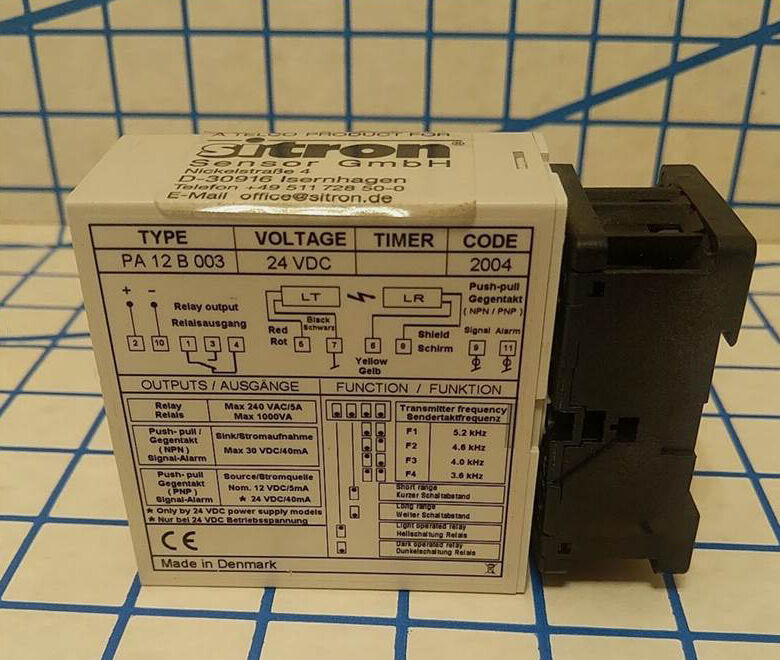 A TELCO PRODUCT FOR
sitron®
Sensor GmbH
Nickelstraße 4
D-30916 Isernhagen
Telefon +49 511 728 50-0
E-Mail office@sitron.de
TYPE VOLTAGE TIMER CODE
PA 12 B 003 24 VDC 2004
+ −
Relay output
Relaisausgang
2 10 1 3 4
LT LR
Red
Rot
Black
Schwarz
7
Yellow
Gelb
Shield
Schirm
Push-pull
Gegentakt
( NPN / PNP )
Signal Alarm
9 11
OUTPUTS / AUSGÄNGE
Relay
Relais
Max 240 VAC/5A
Max 1000VA
Push- pull /
Gegentakt
( NPN )
Signal-Alarm
Sink/Stromaufnahme
Max 30 VDC/40mA
Push- pull
Gegentakt
(PNP)
Signal-Alarm
Source/Stromquelle
Nom. 12 VDC/5mA
* 24 VDC/40mA
* Only by 24 VDC power supply models
* Nur bei 24 VDC Betriebsspannung
FUNCTION / FUNKTION
Transmitter frequency
Sendertaktfrequenz
F1 5.2 kHz
F2 4.6 kHz
F3 4.0 kHz
F4 3.6 kHz
Short range
Kurzer Schaltabstand
Long range
Weiter Schaltabstand
Light operated relay
Hellschaltung Relais
Dark operated relay
Dunkelschaltung Relais
CE
Made in Denmark